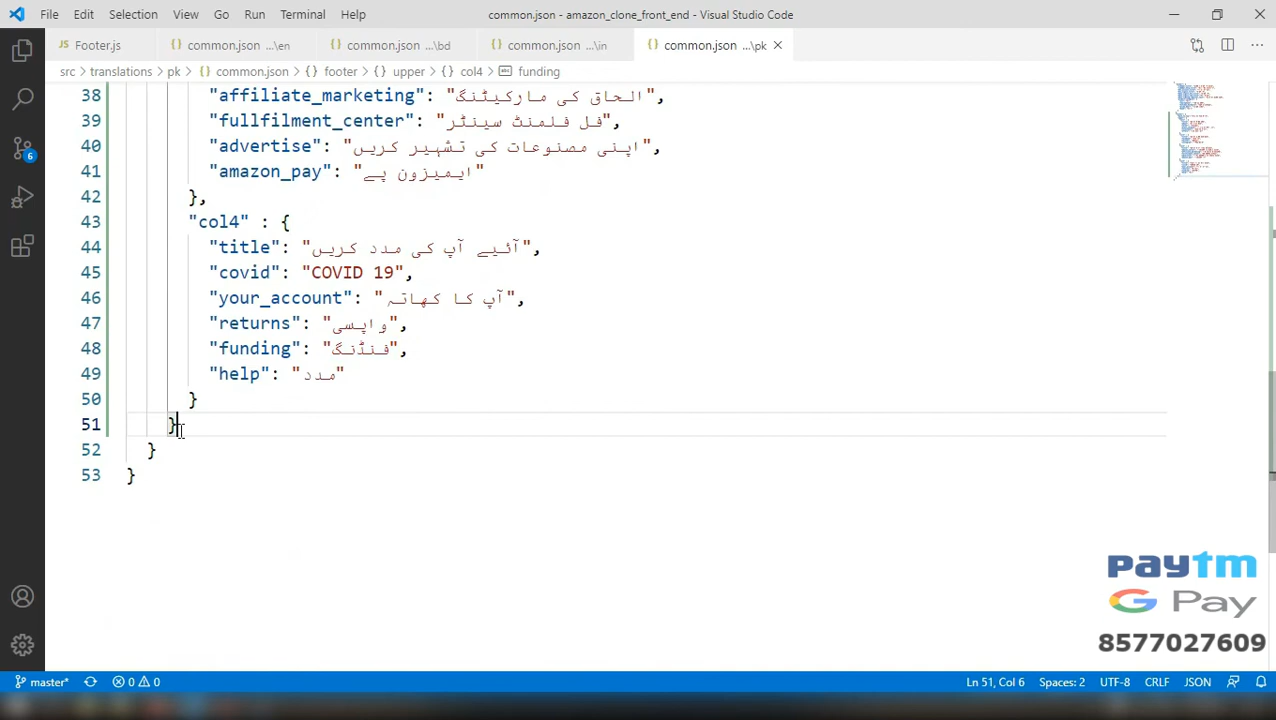 File Edit Selection View Go Run Terminal Help common.json - amazon_clone_front_end - Visual Studio Code
Footer.js common.json ...\en common.json ...\bd common.json ...\in common.json ...\pk
src > translations > pk > {} common.json > {} footer > {} upper > {} col4 > funding
38 "affiliate_marketing": "الحاق کی مارکیٹنگ",
39 "fullfilment_center": "فل فلمنٹ سینٹر",
40 "advertise": "اپنی مصنوعات کی تشہیر کریں",
41 "amazon_pay": "ایمیزون پے"
42 },
43 "col4" : {
44 "title": "آئیے آپ کی مدد کریں",
45 "covid": "COVID 19",
46 "your_account": "آپ کا کھاتہ",
47 "returns": "واپسی",
48 "funding": "فنڈنگ",
49 "help": "مدد"
50 }
51 }
52 }
53 }
paytm
G Pay
8577027609
6
master* 0 0 Ln 51, Col 6 Spaces: 2 UTF-8 CRLF JSON